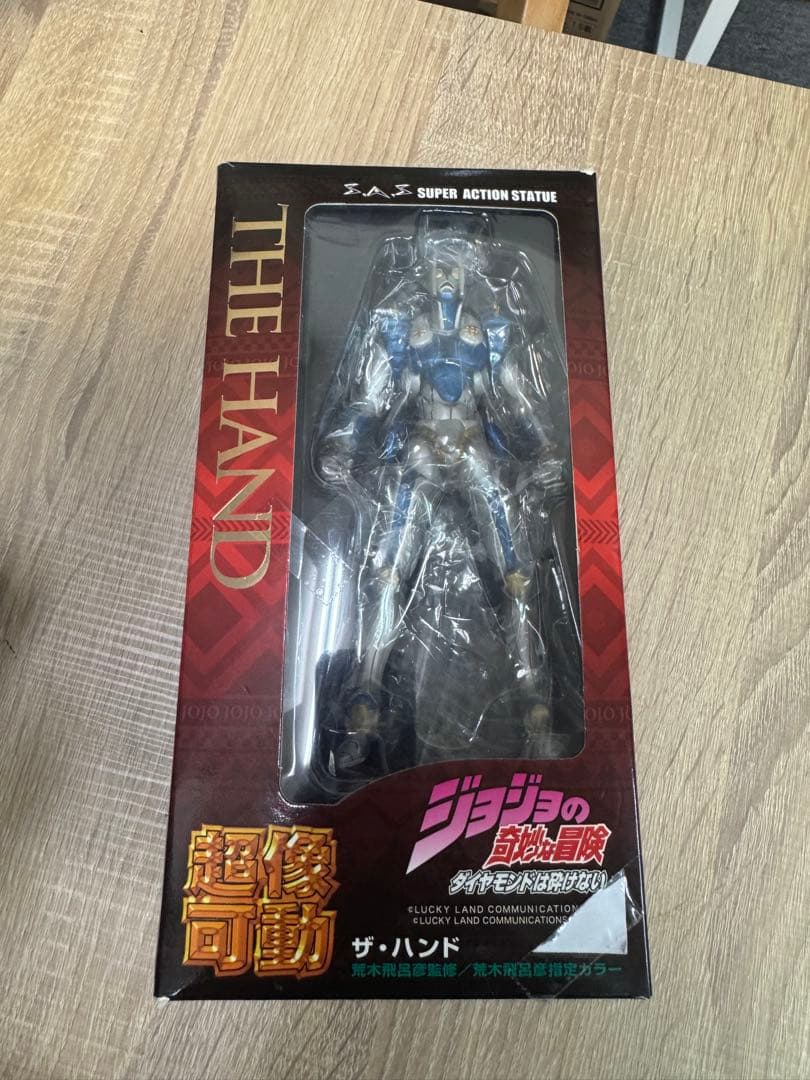 S.A.S SUPER ACTION STATUE
THE HAND
ジョジョの
奇妙な冒険
ダイヤモンドは砕けない
©LUCKY LAND COMMUNICATION
©LUCKY LAND COMMUNICATIONS
超像
可動
ザ・ハンド
荒木飛呂彦監修／荒木飛呂彦指定カラー